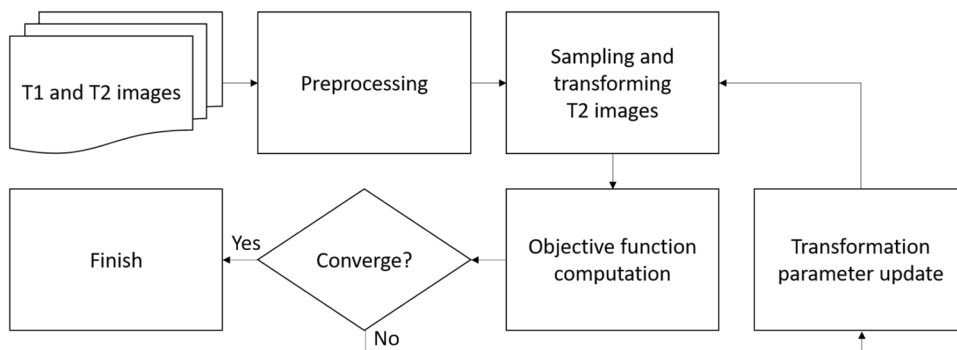 T1 and T2 images
Preprocessing
Sampling and
transforming
T2 images
Finish
Yes
Converge?
No
Objective function
computation
Transformation
parameter update